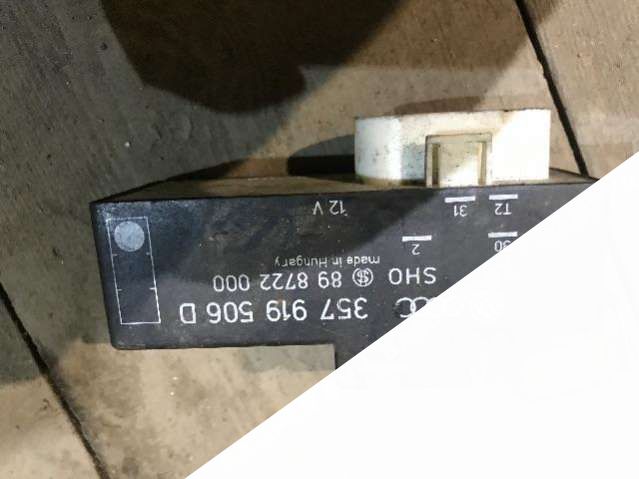 357 919 506 D
SHO 89 8722 000
made in Hungary
2
T2 31 12 V